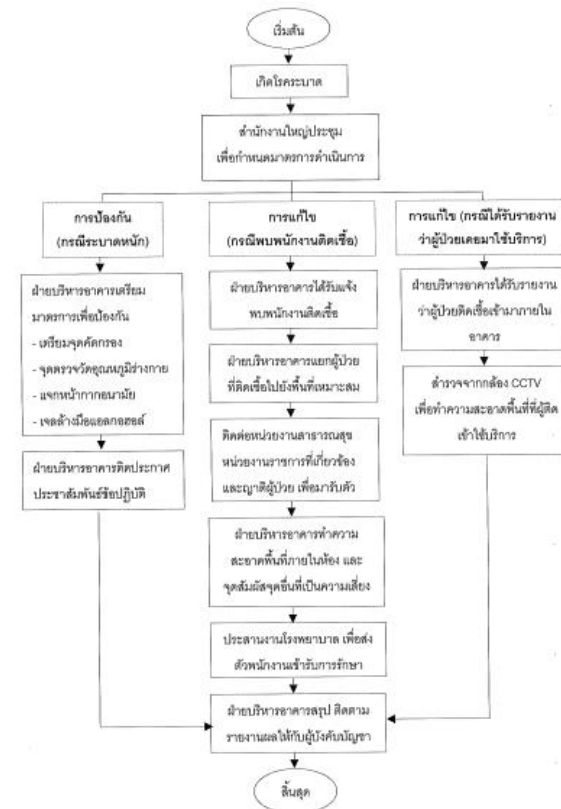 เริ่มต้น
เกิดโรคระบาด
สำนักงานใหญ่ประชุม
เพื่อกำหนดมาตรการดำเนินการ
การป้องกัน
(กรณีระบาดหนัก)
ฝ่ายบริหารอาคารเตรียม
มาตรการเพื่อป้องกัน
- เตรียมจุดคัดกรอง
- จุดตรวจวัดอุณหภูมิร่างกาย
- แจกหน้ากากอนามัย
- เจลล้างมือแอลกอฮอล์
ฝ่ายบริหารอาคารติดประกาศ
ประชาสัมพันธ์ข้อปฏิบัติ
การแก้ไข
(กรณีพบพนักงานติดเชื้อ)
ฝ่ายบริหารอาคารได้รับแจ้ง
พบพนักงานติดเชื้อ
ฝ่ายบริหารอาคารแยกผู้ป่วย
ที่ติดเชื้อไปยังพื้นที่เหมาะสม
ติดต่อหน่วยงานสาธารณสุข
หน่วยงานราชการที่เกี่ยวข้อง
และญาติผู้ป่วย เพื่อมารับตัว
ฝ่ายบริหารอาคารทำความ
สะอาดพื้นที่ภายในห้อง และ
จุดสัมผัสจุดอื่นที่เป็นความเสี่ยง
ประสานงานโรงพยาบาล เพื่อส่ง
ตัวพนักงานเข้ารับการรักษา
การแก้ไข (กรณีได้รับรายงาน
ว่าผู้ป่วยเคยมาใช้บริการ)
ฝ่ายบริหารอาคารได้รับรายงาน
ว่าผู้ป่วยติดเชื้อเข้ามาภายใน
อาคาร
สำรวจจากกล้อง CCTV
เพื่อทำความสะอาดพื้นที่ที่ผู้ติด
เข้าใช้บริการ
ฝ่ายบริหารอาคารสรุป ติดตาม
รายงานผลให้กับผู้บังคับบัญชา
สิ้นสุด